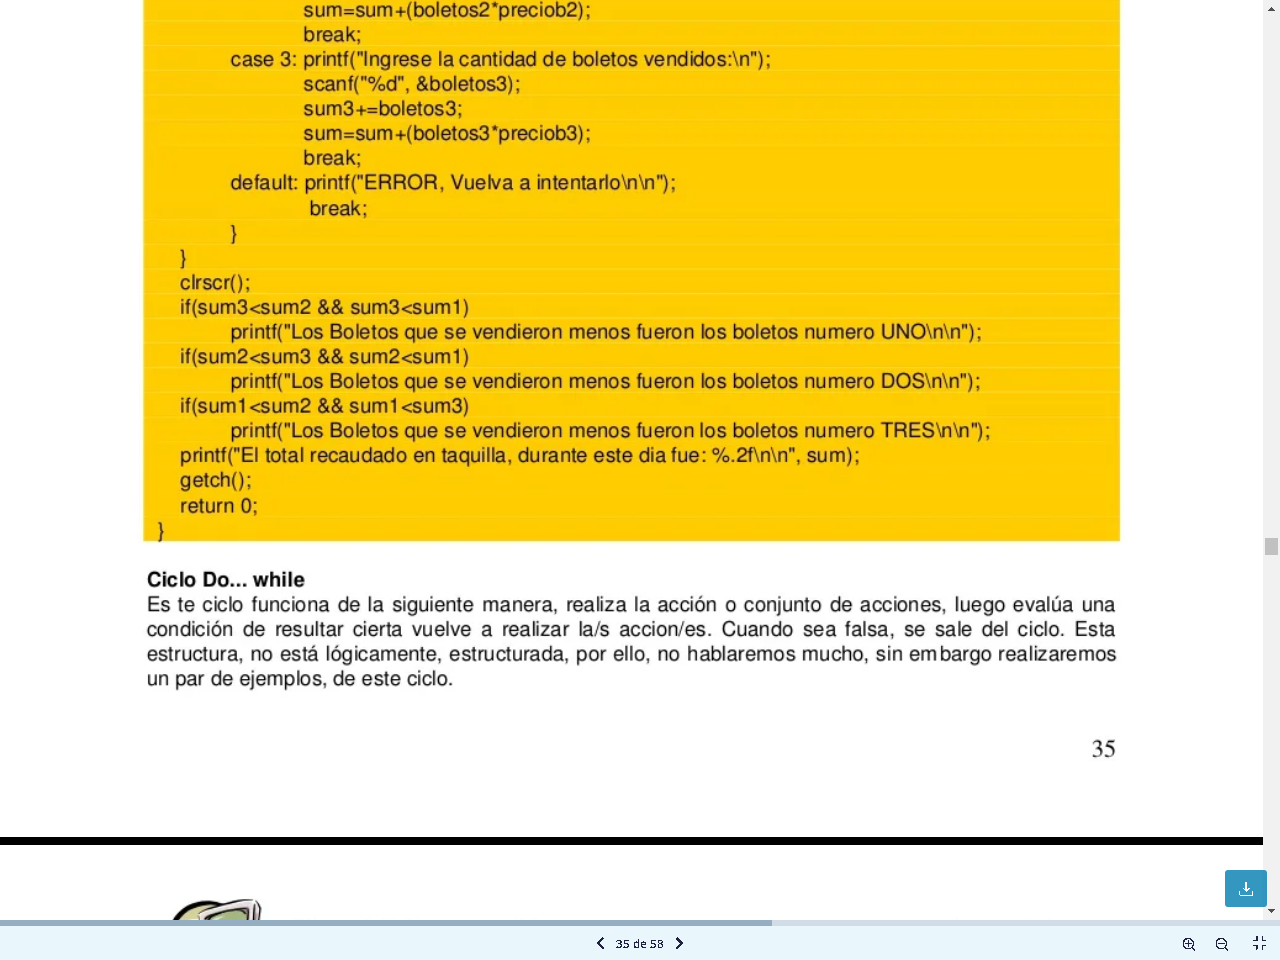 sum=sum+(boletos2*preciob2);
break;
case 3: printf("Ingrese la cantidad de boletos vendidos:\n");
scanf("%d", &boletos3);
sum3+=boletos3;
sum=sum+(boletos3*preciob3);
break;
default: printf("ERROR, Vuelva a intentarlo\n\n");
break;
}
}
clrscr();
if(sum3<sum2 && sum3<sum1)
printf("Los Boletos que se vendieron menos fueron los boletos numero UNO\n\n");
if(sum2<sum3 && sum2<sum1)
printf("Los Boletos que se vendieron menos fueron los boletos numero DOS\n\n");
if(sum1<sum2 && sum1<sum3)
printf("Los Boletos que se vendieron menos fueron los boletos numero TRES\n\n");
printf("El total recaudado en taquilla, durante este dia fue: %.2f\n\n", sum);
getch();
return 0;
}
Ciclo Do... while
Es te ciclo funciona de la siguiente manera, realiza la acción o conjunto de acciones, luego evalúa una
condición de resultar cierta vuelve a realizar la/s accion/es. Cuando sea falsa, se sale del ciclo. Esta
estructura, no está lógicamente, estructurada, por ello, no hablaremos mucho, sin embargo realizaremos
un par de ejemplos, de este ciclo.
35
35 de 58